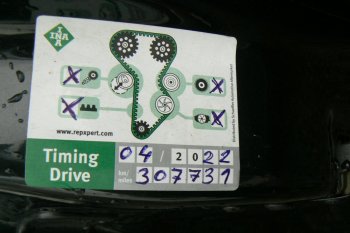 INA
www.repxpert.com
Timing
Drive
04/2022
km/
miles
307731